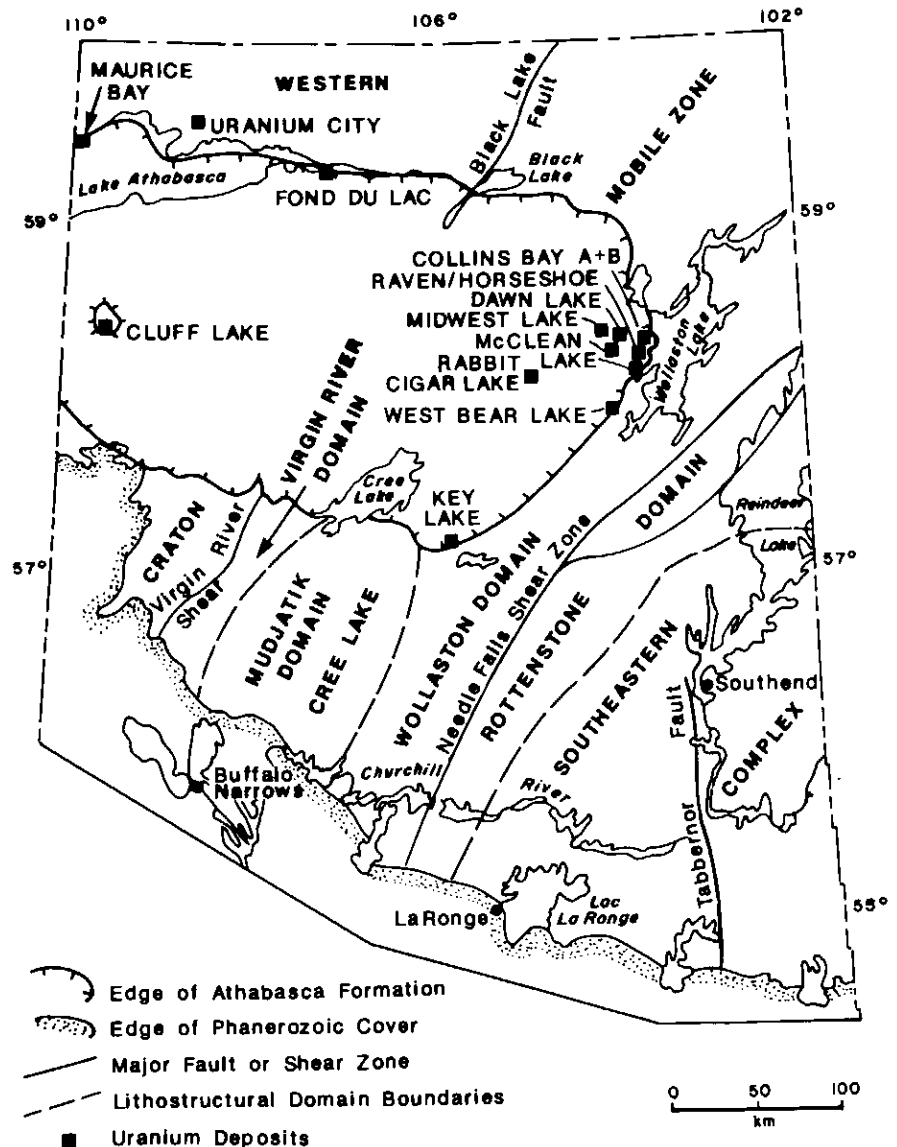 110°
106°
102°
MAURICE
BAY
WESTERN
URANIUM CITY
Black Lake
Fault
MOBILE ZONE
Black
Lake
Lake Athabasca
FOND DU LAC
59°
59°
COLLINS BAY A+B
RAVEN/HORSESHOE
DAWN LAKE
MIDWEST LAKE
McCLEAN
RABBIT LAKE
CIGAR LAKE
WEST BEAR LAKE
Wollaston Lake
CLUFF LAKE
VIRGIN RIVER
DOMAIN
Cree
Lake
KEY
LAKE
CRATON
Virgin River
Shear
57°
57°
DOMAIN
Reindeer
Lake
MUDJATIK
DOMAIN
CREE LAKE
WOLLASTON DOMAIN
Needle Falls Shear Zone
ROTTENSTONE
SOUTHEASTERN
COMPLEX
Southend
Tabbernor Fault
Buffalo
Narrows
Churchill
River
LaRonge
Lac
La Ronge
55°
Edge of Athabasca Formation
Edge of Phanerozoic Cover
Major Fault or Shear Zone
Lithostructural Domain Boundaries
Uranium Deposits
0 50 100
km